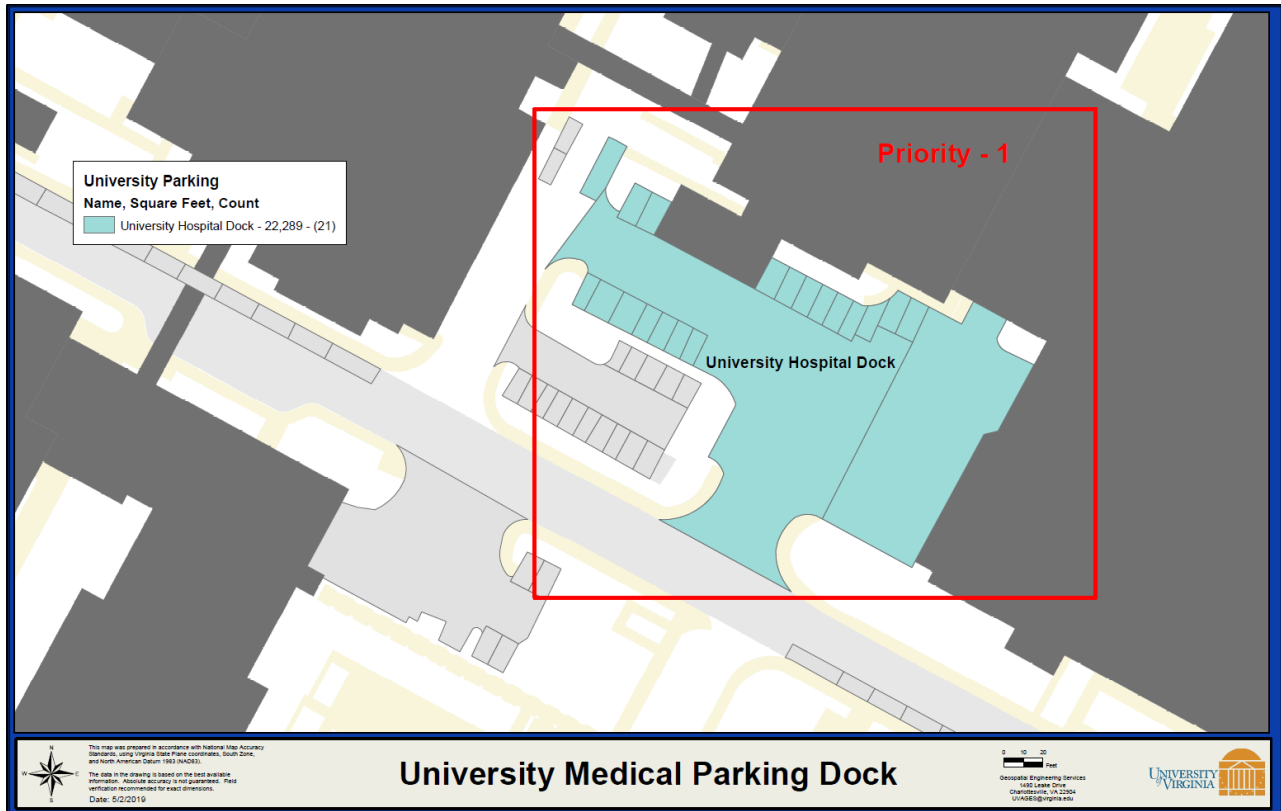 Priority - 1
University Parking
Name, Square Feet, Count
University Hospital Dock - 22,289 - (21)
University Hospital Dock
N
W
E
S
This map was prepared in accordance with National Map Accuracy
Standards, using Virginia State Plane coordinates, South Zone,
and North American Datum 1983 (NAD83).
The data in the drawing is based on the best available
information. Absolute accuracy is not guaranteed. Field
verification recommended for exact dimensions.
Date: 5/2/2019
University Medical Parking Dock
0 10 20
Feet
Geospatial Engineering Services
1490 Leake Drive
Charlottesville, VA 22904
UVAGES@virginia.edu
UNIVERSITY
of VIRGINIA